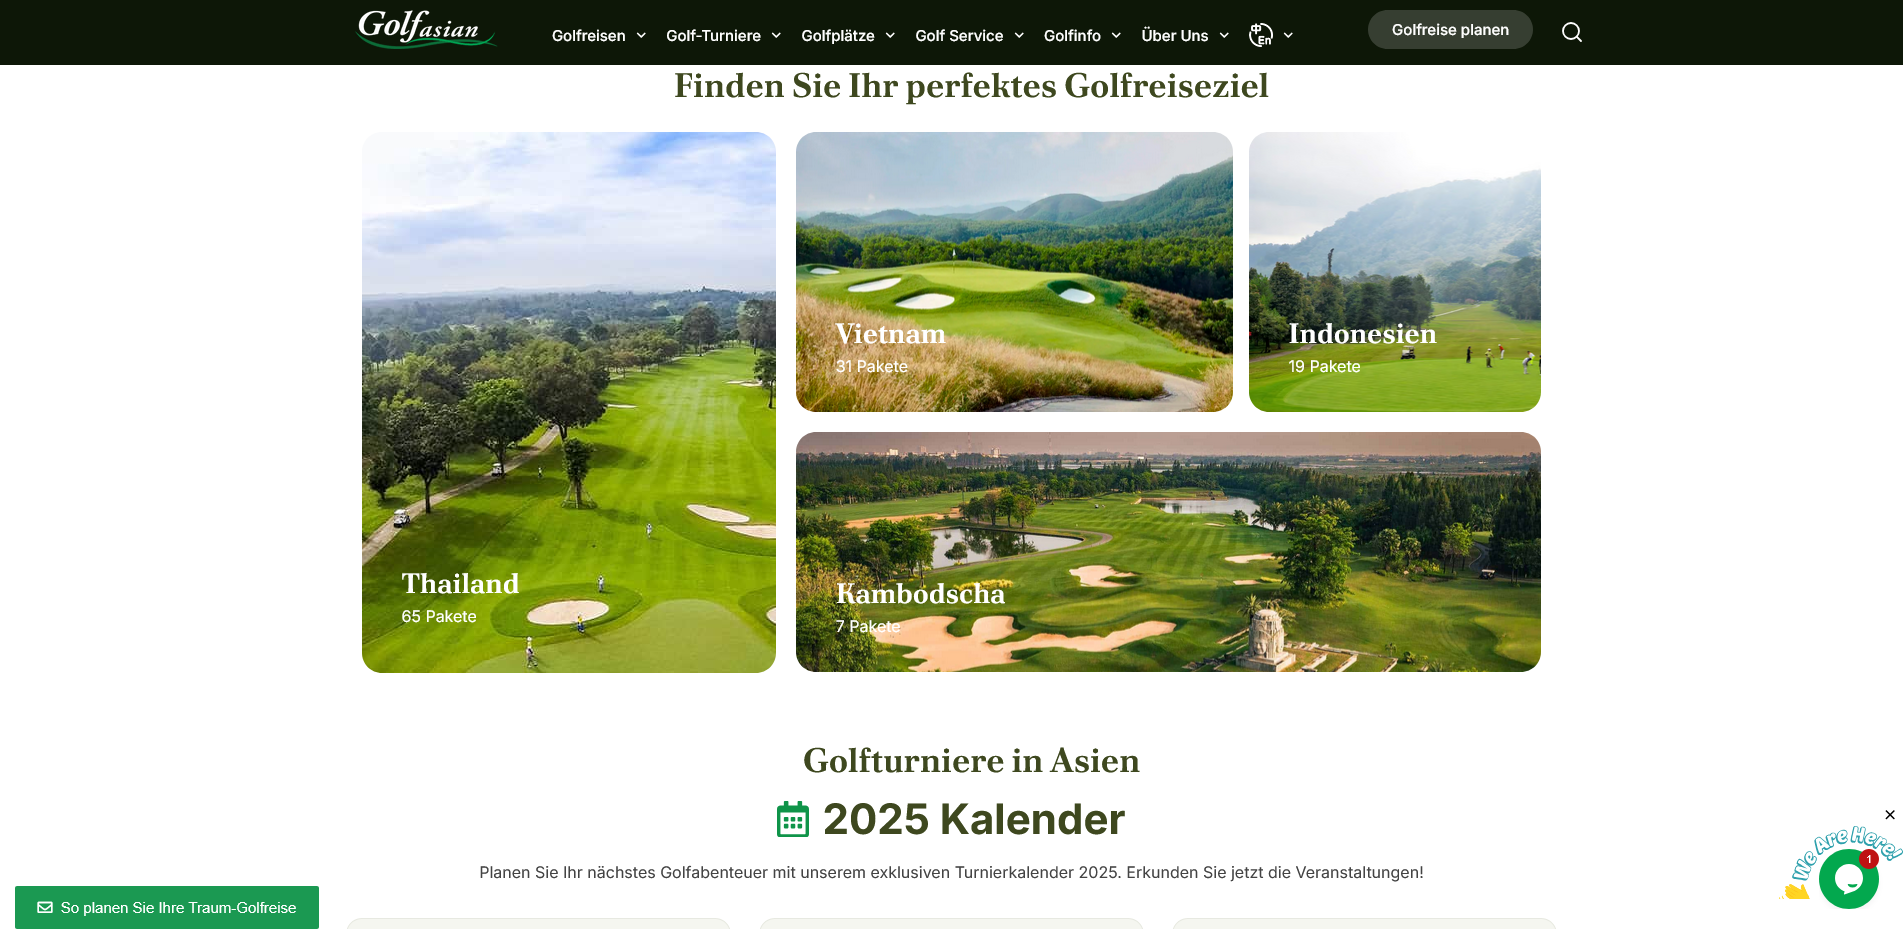 Golfasian
Golfreisen
Golf-Turniere
Golfplätze
Golf Service
Golfinfo
Über Uns
En
Golfreise planen
Finden Sie Ihr perfektes Golfreiseziel
Vietnam
31 Pakete
Indonesien
19 Pakete
Thailand
65 Pakete
Kambodscha
7 Pakete
Golfturniere in Asien
2025 Kalender
Planen Sie Ihr nächstes Golfabenteuer mit unserem exklusiven Turnierkalender 2025. Erkunden Sie jetzt die Veranstaltungen!
So planen Sie Ihre Traum-Golfreise
We Are Here!
1